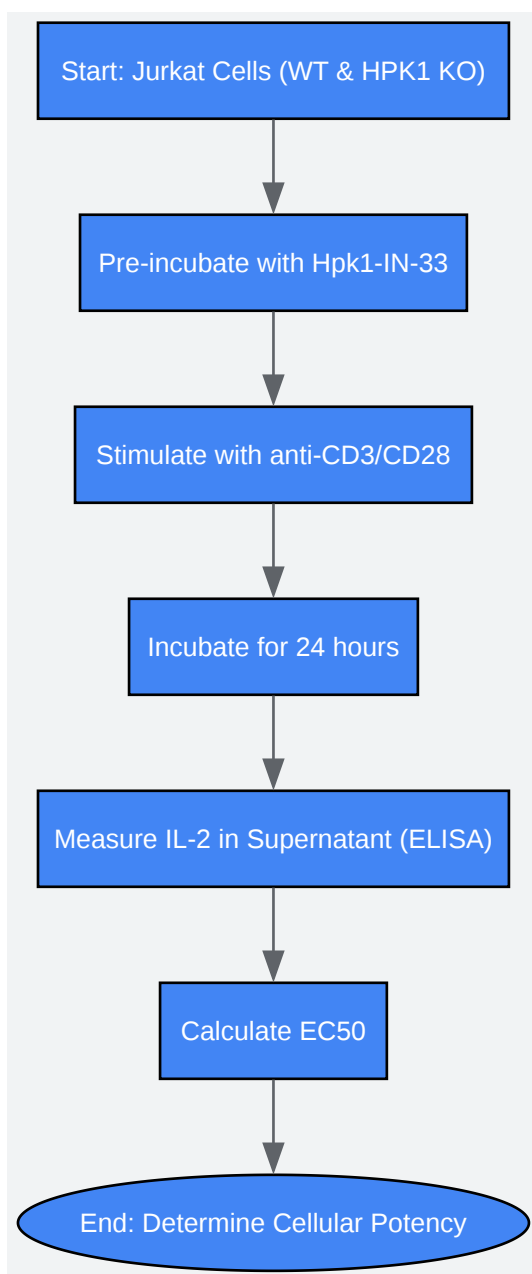 Start: Jurkat Cells (WT & HPK1 KO)
Pre-incubate with Hpk1-IN-33
Stimulate with anti-CD3/CD28
Incubate for 24 hours
Measure IL-2 in Supernatant (ELISA)
Calculate EC50
End: Determine Cellular Potency